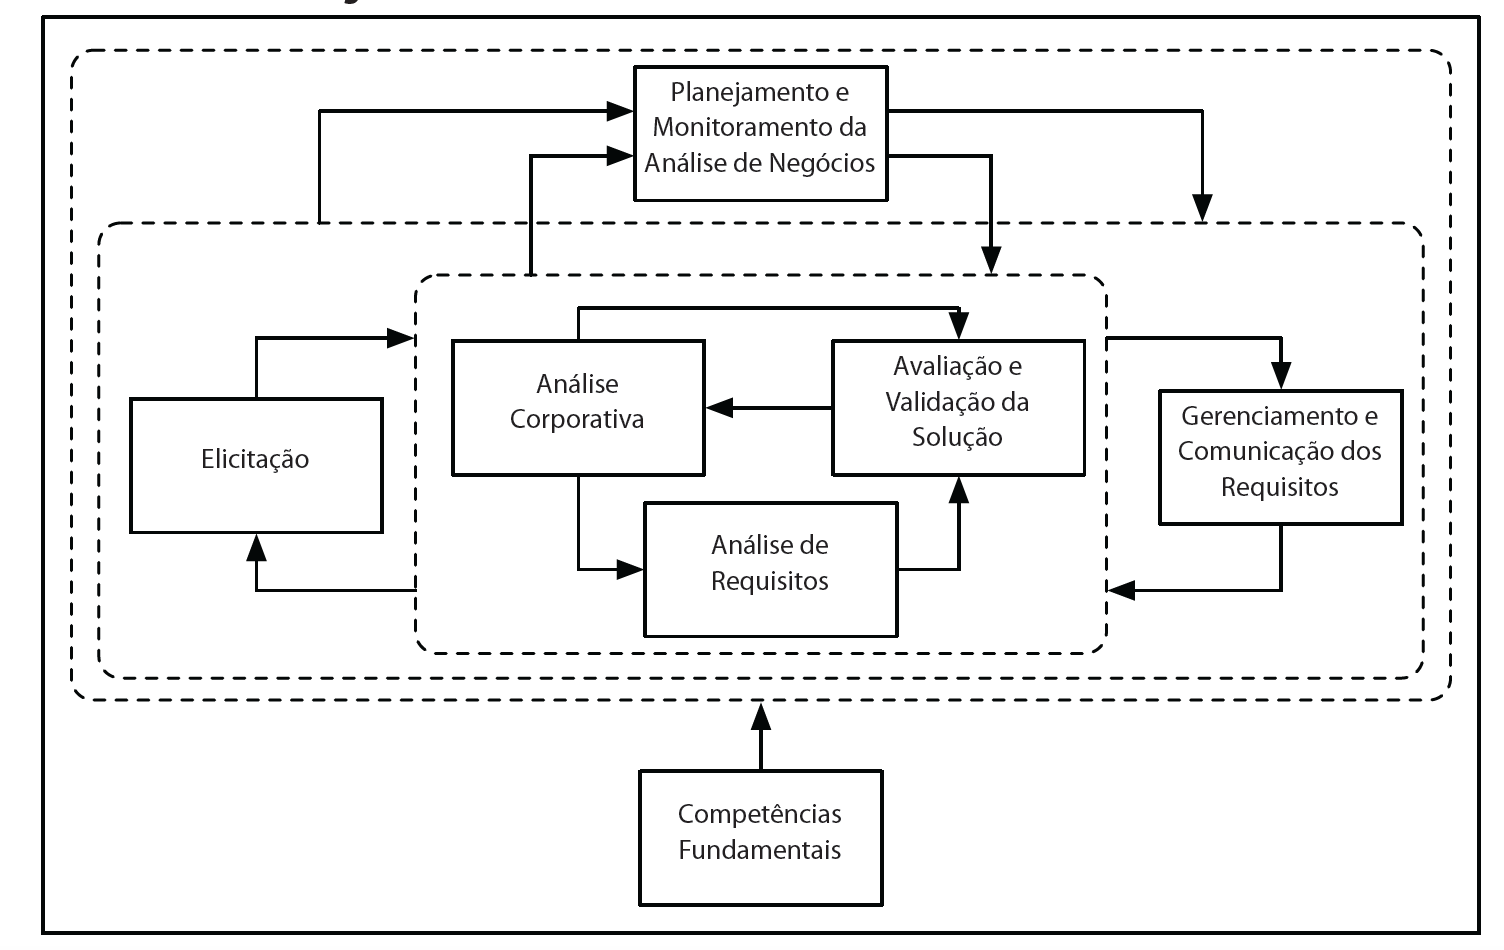 Planejamento e
Monitoramento da
Análise de Negócios
Análise
Corporativa
Avaliação e
Validação da
Solução
Elicitação
Gerenciamento e
Comunicação dos
Requisitos
Análise de
Requisitos
Competências
Fundamentais